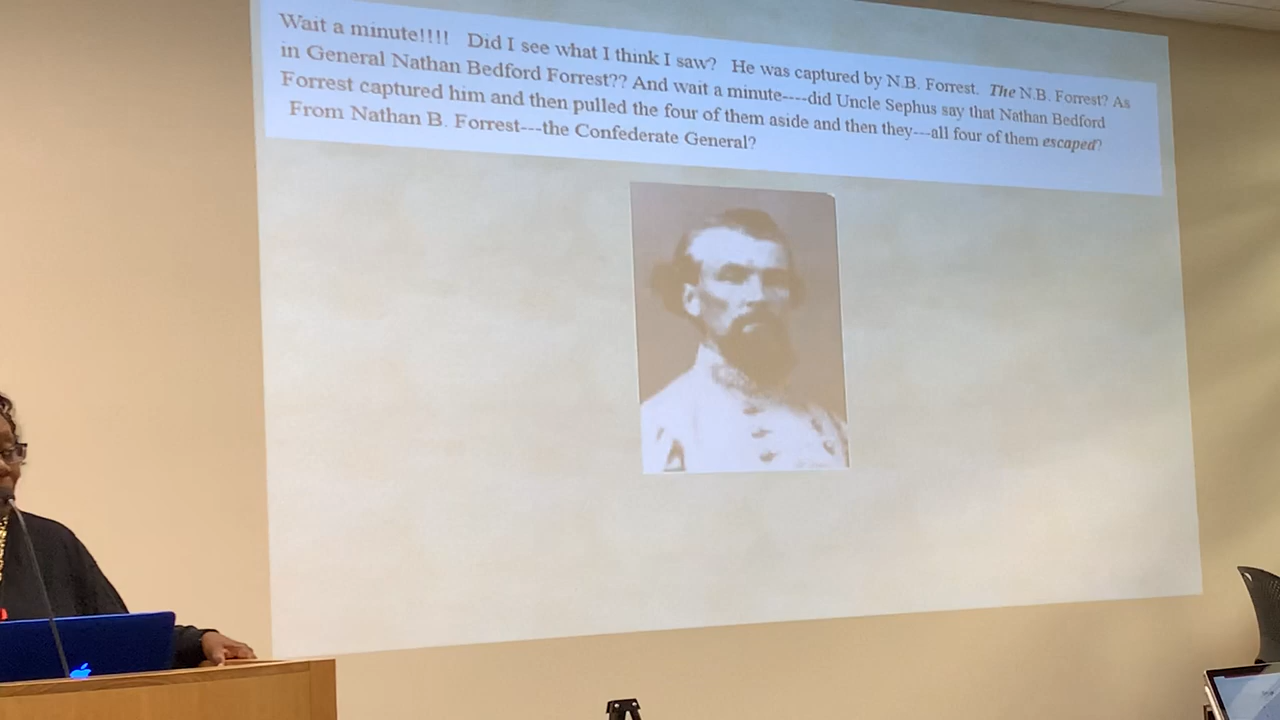 Wait a minute!!!! Did I see what I think I saw? He was captured by N.B. Forrest. The N.B. Forrest? As
in General Nathan Bedford Forrest?? And wait a minute----did Uncle Sephus say that Nathan Bedford
Forrest captured him and then pulled the four of them aside and then they---all four of them escaped?
From Nathan B. Forrest---the Confederate General?